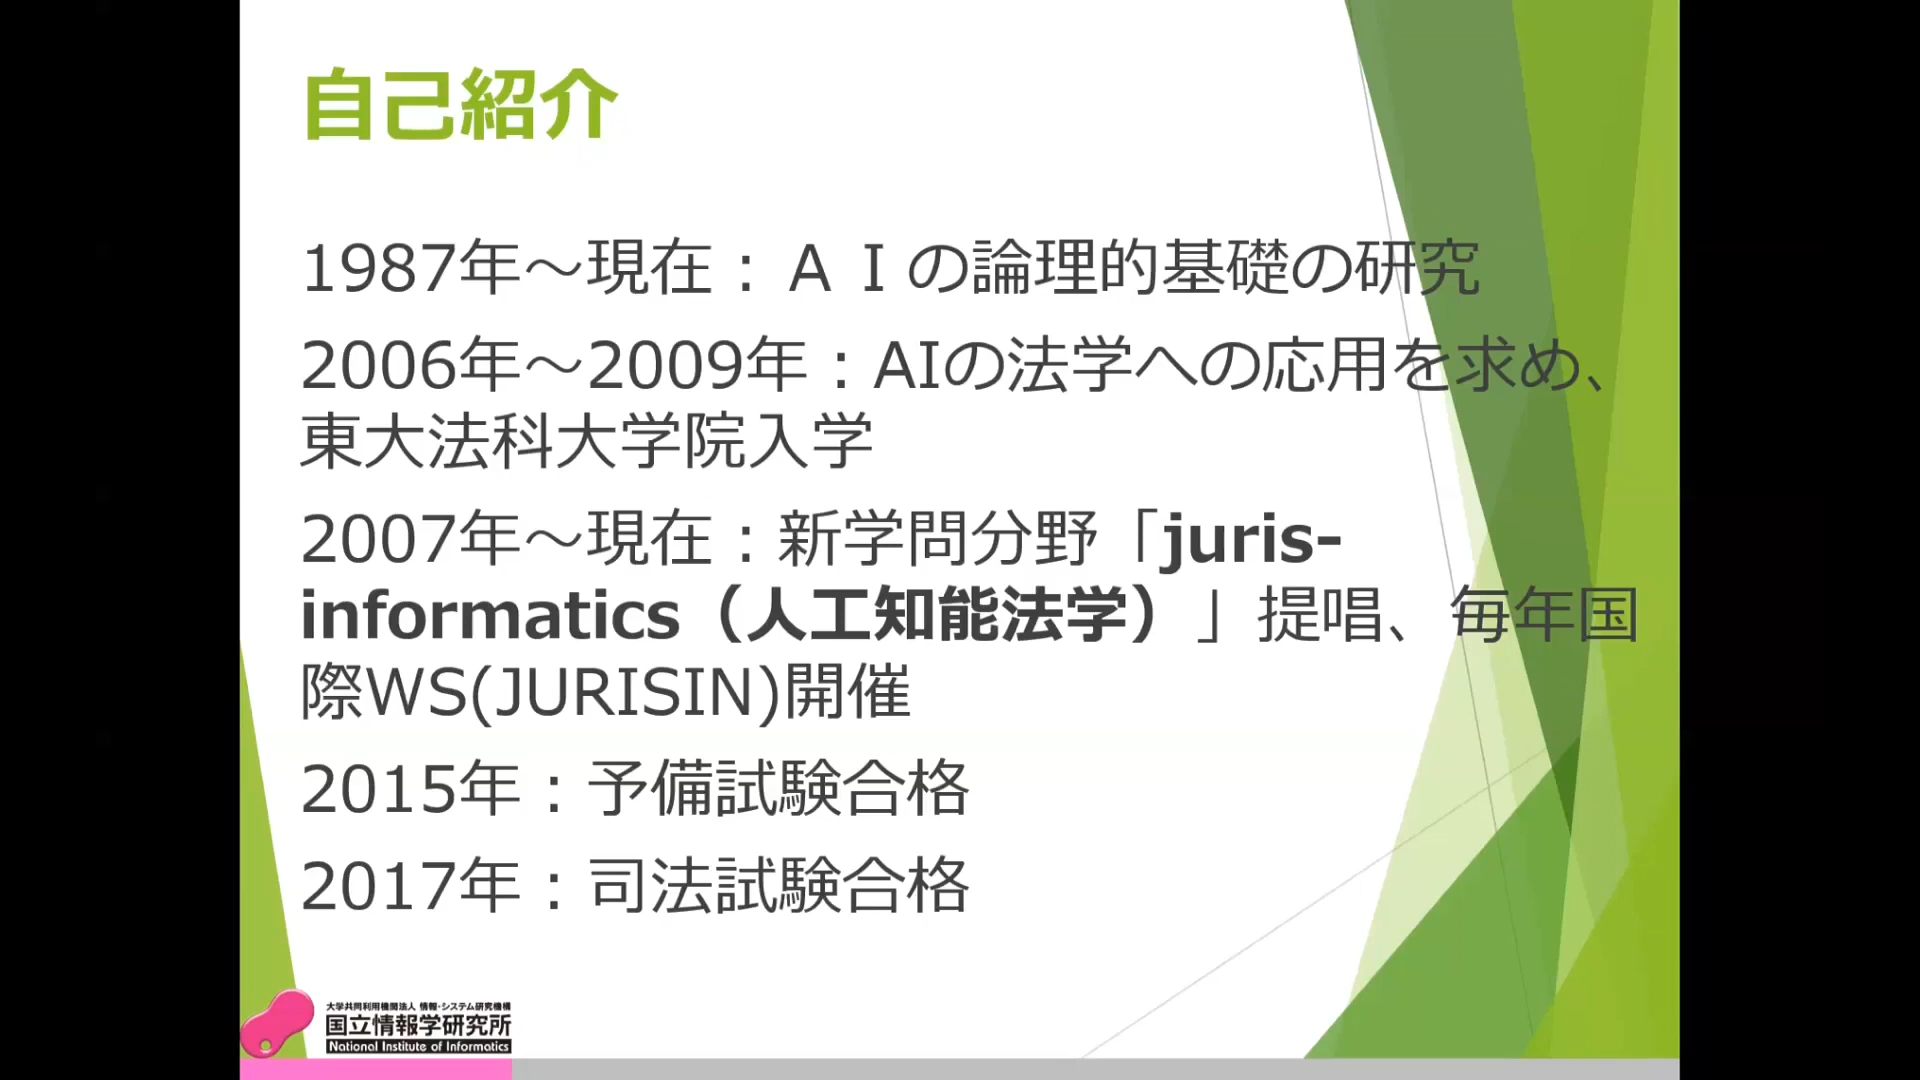 自己紹介
1987年～現在：ＡＩの論理的基礎の研究
2006年～2009年：AIの法学への応用を求め、
東大法科大学院入学
2007年～現在：新学問分野「juris-
informatics（人工知能法学）」提唱、毎年国
際WS(JURISIN)開催
2015年：予備試験合格
2017年：司法試験合格
大学共同利用機関法人 情報・システム研究機構
国立情報学研究所
National Institute of Informatics